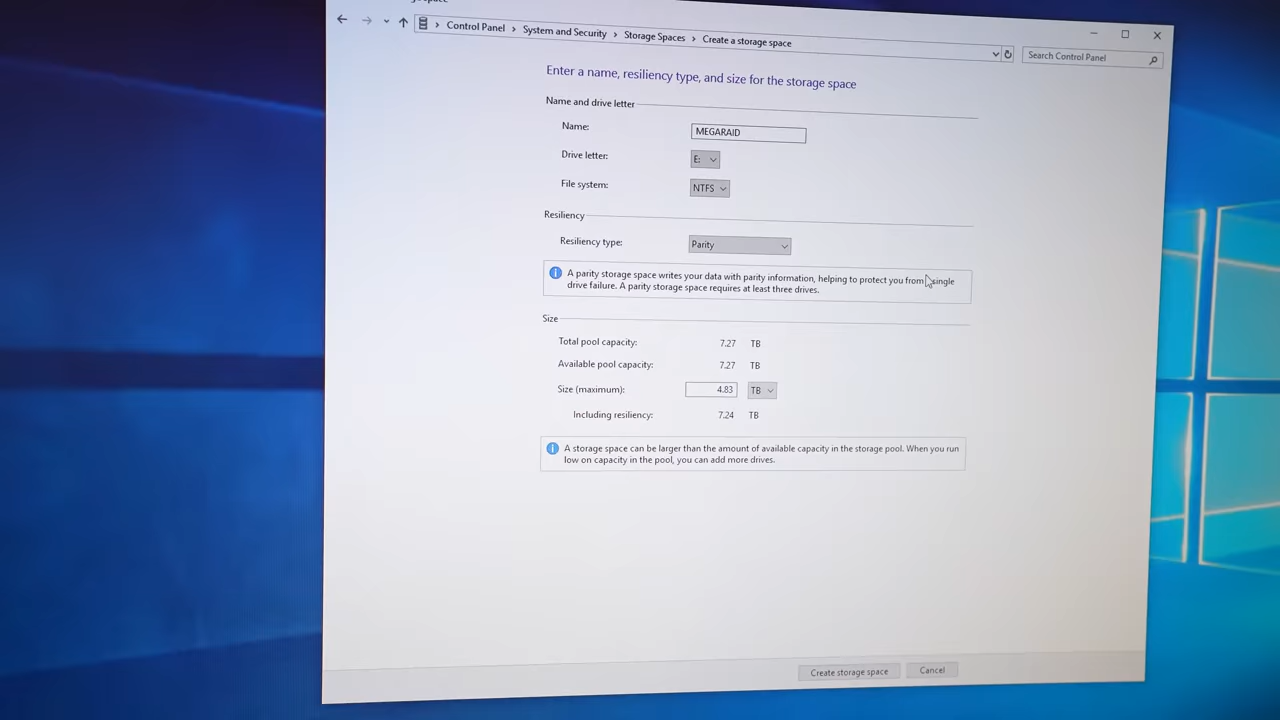 Control Panel > System and Security > Storage Spaces > Create a storage space
Search Control Panel
Enter a name, resiliency type, and size for the storage space
Name and drive letter
Name: MEGARAID
Drive letter: E:
File system: NTFS
Resiliency
Resiliency type: Parity
A parity storage space writes your data with parity information, helping to protect you from single
drive failure. A parity storage space requires at least three drives.
Size
Total pool capacity: 7.27 TB
Available pool capacity: 7.27 TB
Size (maximum): 4.83 TB
Including resiliency: 7.24 TB
A storage space can be larger than the amount of available capacity in the storage pool. When you run
low on capacity in the pool, you can add more drives.
Create storage space Cancel